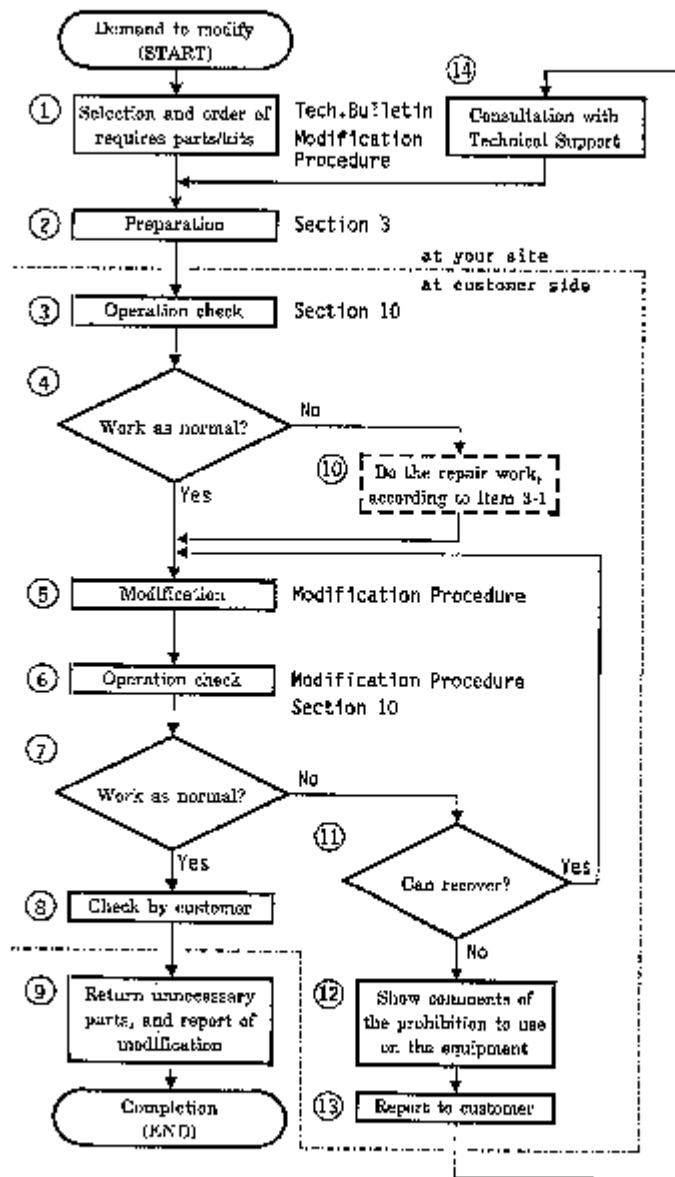 Demand to modify
(START)
14
1
Selection and order of
requires parts/kits
Tech.Bulletin
Modification
Procedure
Consultation with
Technical Support
2
Preparation
Section 3
at your site
at customer side
3
Operation check
Section 10
4
Work as normal?
No
Yes
10
Do the repair work,
according to Item 3-1
5
Modification
Modification Procedure
6
Operation check
Modification Procedure
Section 10
7
Work as normal?
No
Yes
11
Can recover?
Yes
No
8
Check by customer
9
Return unnecessary
parts, and report of
modification
12
Show comments of
the prohibition to use
on the equipment
Completion
(END)
13
Report to customer